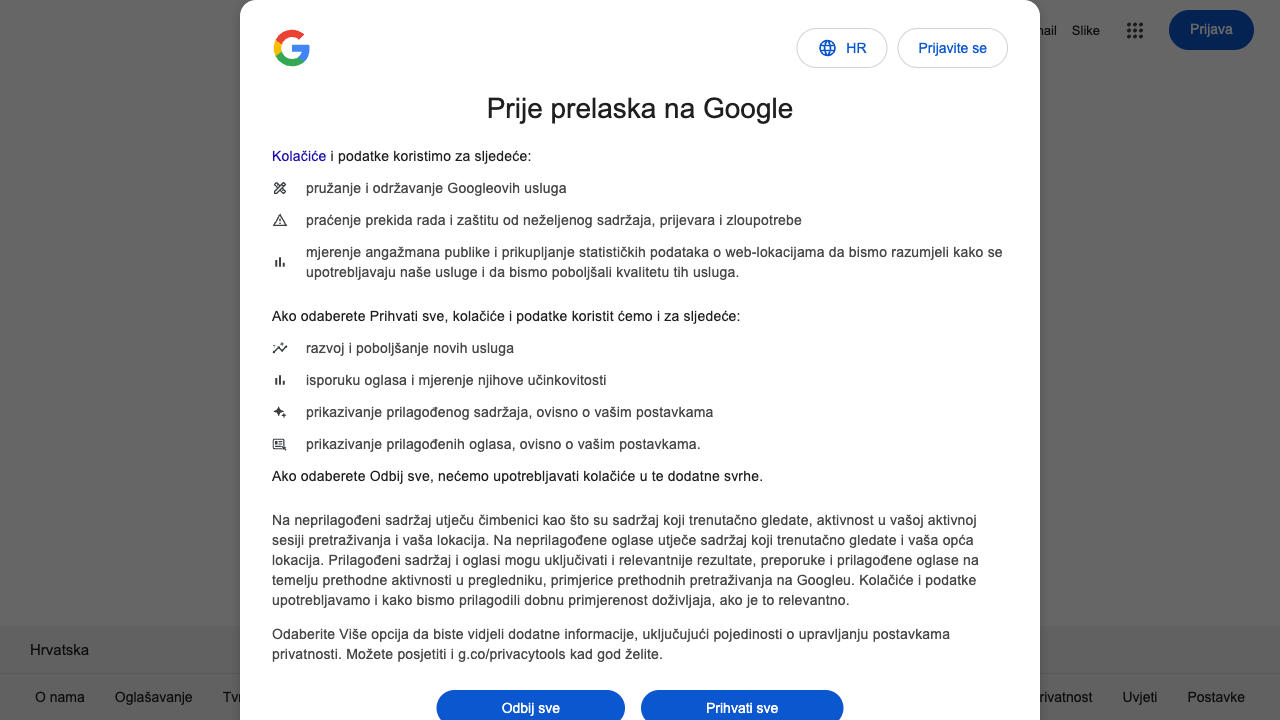 Slike
Prijava
HR
Prijavite se
Prije prelaska na Google
Kolačiće i podatke koristimo za sljedeće:
pružanje i održavanje Googleovih usluga
praćenje prekida rada i zaštitu od neželjenog sadržaja, prijevara i zloupotrebe
mjerenje angažmana publike i prikupljanje statističkih podataka o web-lokacijama da bismo razumjeli kako se
upotrebljavaju naše usluge i da bismo poboljšali kvalitetu tih usluga.
Ako odaberete Prihvati sve, kolačiće i podatke koristit ćemo i za sljedeće:
razvoj i poboljšanje novih usluga
isporuku oglasa i mjerenje njihove učinkovitosti
prikazivanje prilagođenog sadržaja, ovisno o vašim postavkama
prikazivanje prilagođenih oglasa, ovisno o vašim postavkama.
Ako odaberete Odbij sve, nećemo upotrebljavati kolačiće u te dodatne svrhe.
Na neprilagođeni sadržaj utječu čimbenici kao što su sadržaj koji trenutačno gledate, aktivnost u vašoj aktivnoj
sesiji pretraživanja i vaša lokacija. Na neprilagođene oglase utječe sadržaj koji trenutačno gledate i vaša opća
lokacija. Prilagođeni sadržaj i oglasi mogu uključivati i relevantnije rezultate, preporuke i prilagođene oglase na
temelju prethodne aktivnosti u pregledniku, primjerice prethodnih pretraživanja na Googleu. Kolačiće i podatke
upotrebljavamo i kako bismo prilagodili dobnu primjerenost doživljaja, ako je to relevantno.
Odaberite Više opcija da biste vidjeli dodatne informacije, uključujući pojedinosti o upravljanju postavkama
privatnosti. Možete posjetiti i g.co/privacytools kad god želite.
Odbij sve
Prihvati sve
Hrvatska
O nama
Oglašavanje
Uvjeti
Postavke